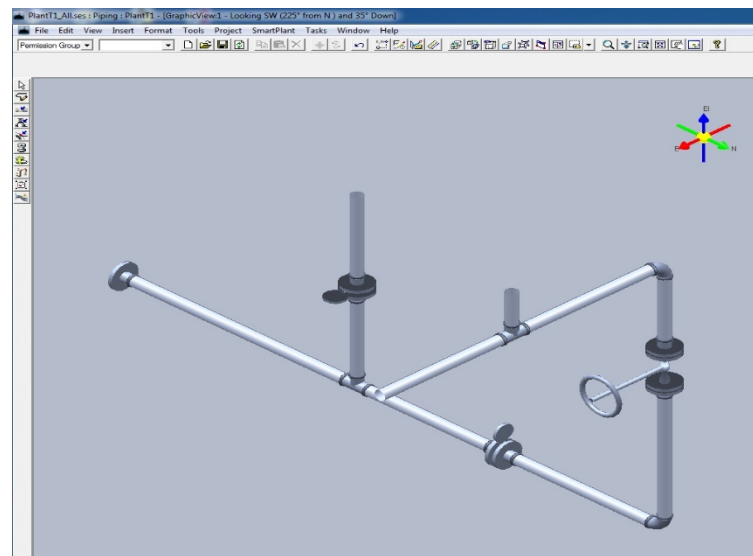 PlantT1_All.ses : Piping : PlantT1 - [GraphicView:1 - Looking SW (225° from N ) and 35° Down]
File Edit View Insert Format Tools Project SmartPlant Tasks Window Help
Permission Group
El
E N